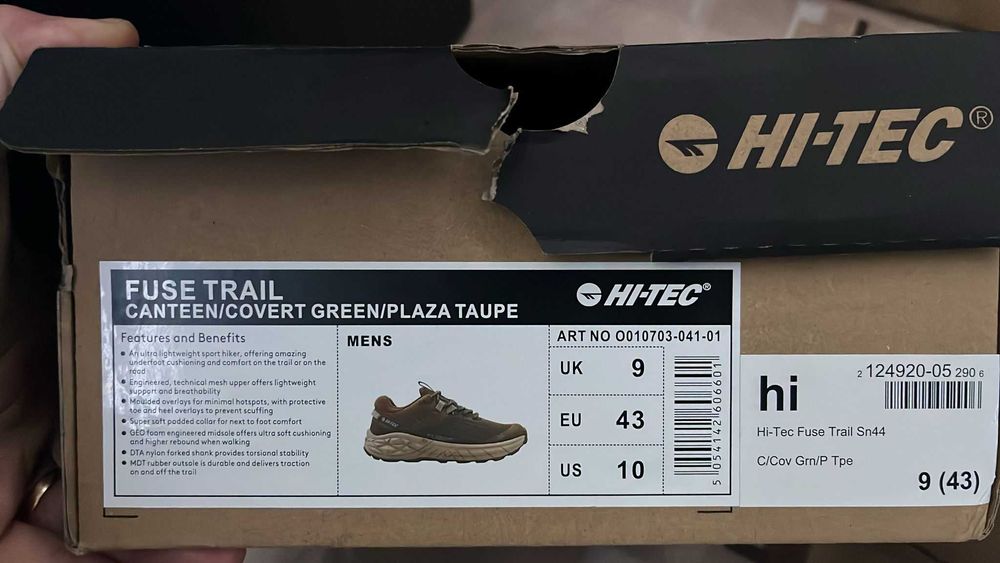 HI-TEC®
FUSE TRAIL
CANTEEN/COVERT GREEN/PLAZA TAUPE
HI-TEC®
Features and Benefits
• An ultra lightweight sport hiker, offering amazing
underfoot cushioning and comfort on the trail or on the
road
• Engineered, technical mesh upper offers lightweight
support and breathability
• Moulded overlays for minimal hotspots, with protective
toe and heel overlays to prevent scuffing
• Super soft padded collar for next to foot comfort
• GEO foam engineered midsole offers ultra soft cushioning
and higher rebound when walking
• DTA nylon forked shank provides torsional stability
• MDT rubber outsole is durable and delivers traction
on and off the trail
MENS
ART NO O010703-041-01
UK 9
EU 43
US 10
5 054142 606601
hi
2 124920-05 290 6
Hi-Tec Fuse Trail Sn44
C/Cov Grn/P Tpe
9 (43)